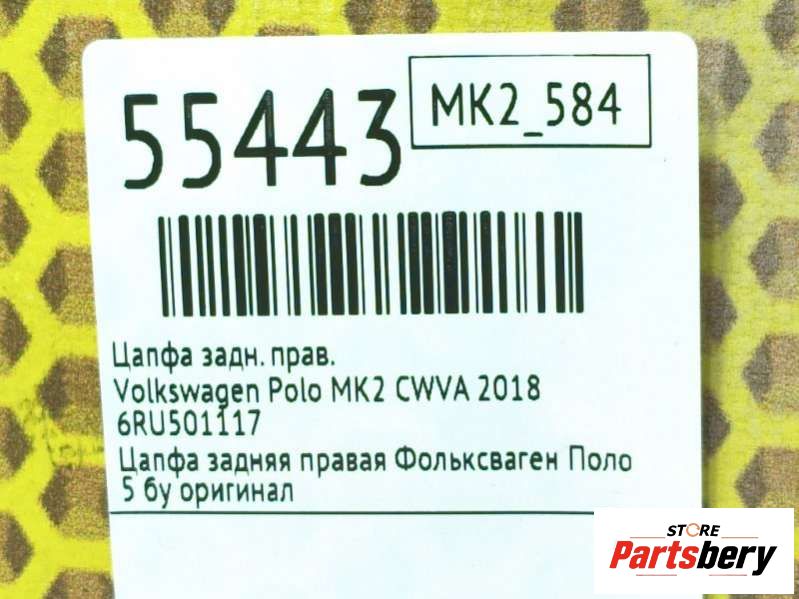 55443
MK2_584
Цапфа задн. прав.
Volkswagen Polo MK2 CWVA 2018
6RU501117
Цапфа задняя правая Фольксваген Поло
5 бу оригинал
STORE
Partsbery